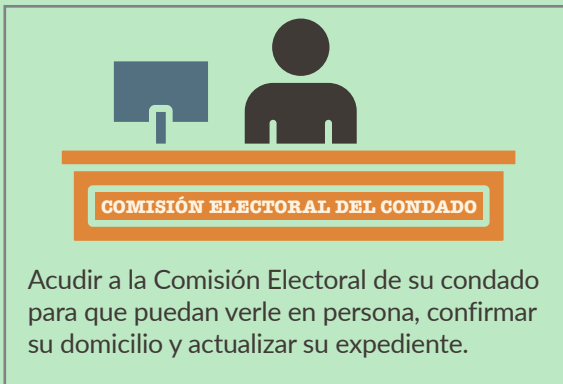 COMISIÓN ELECTORAL DEL CONDADO
Acudir a la Comisión Electoral de su condado
para que puedan verle en persona, confirmar
su domicilio y actualizar su expediente.